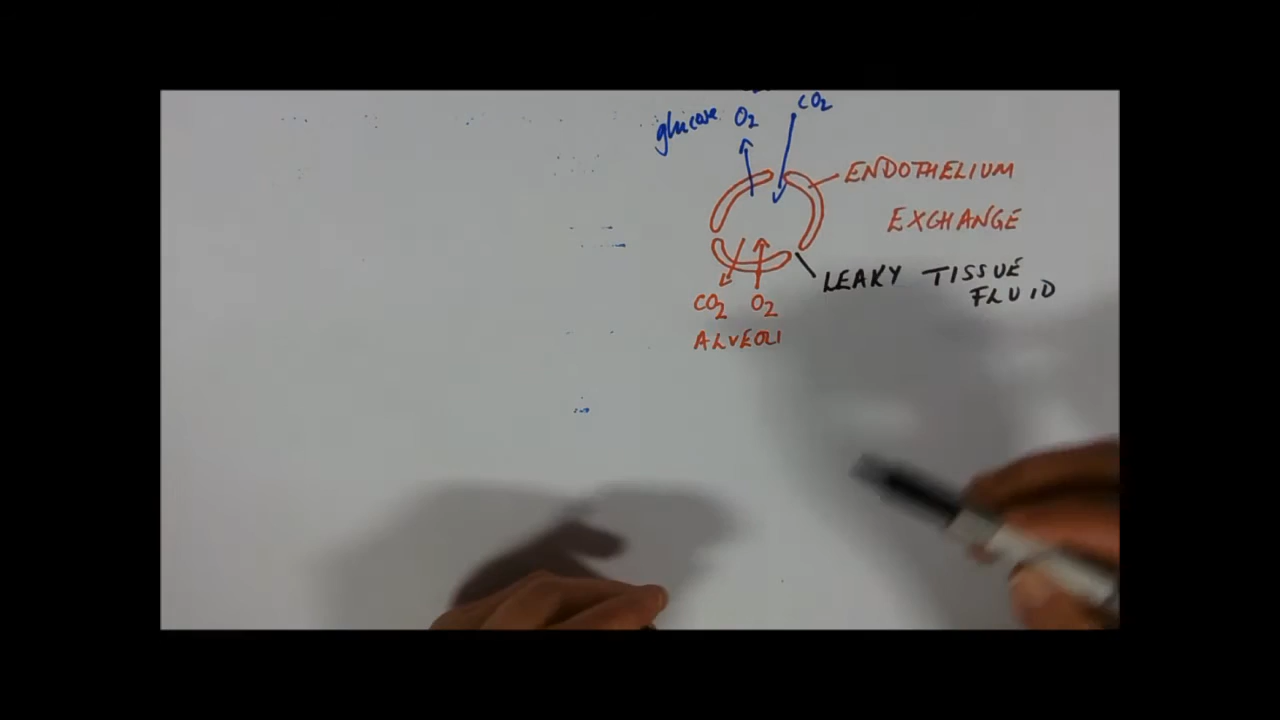 CO2
glucose O2
ENDOTHELIUM
EXCHANGE
LEAKY TISSUE
FLUID
CO2 O2
ALVEOLI